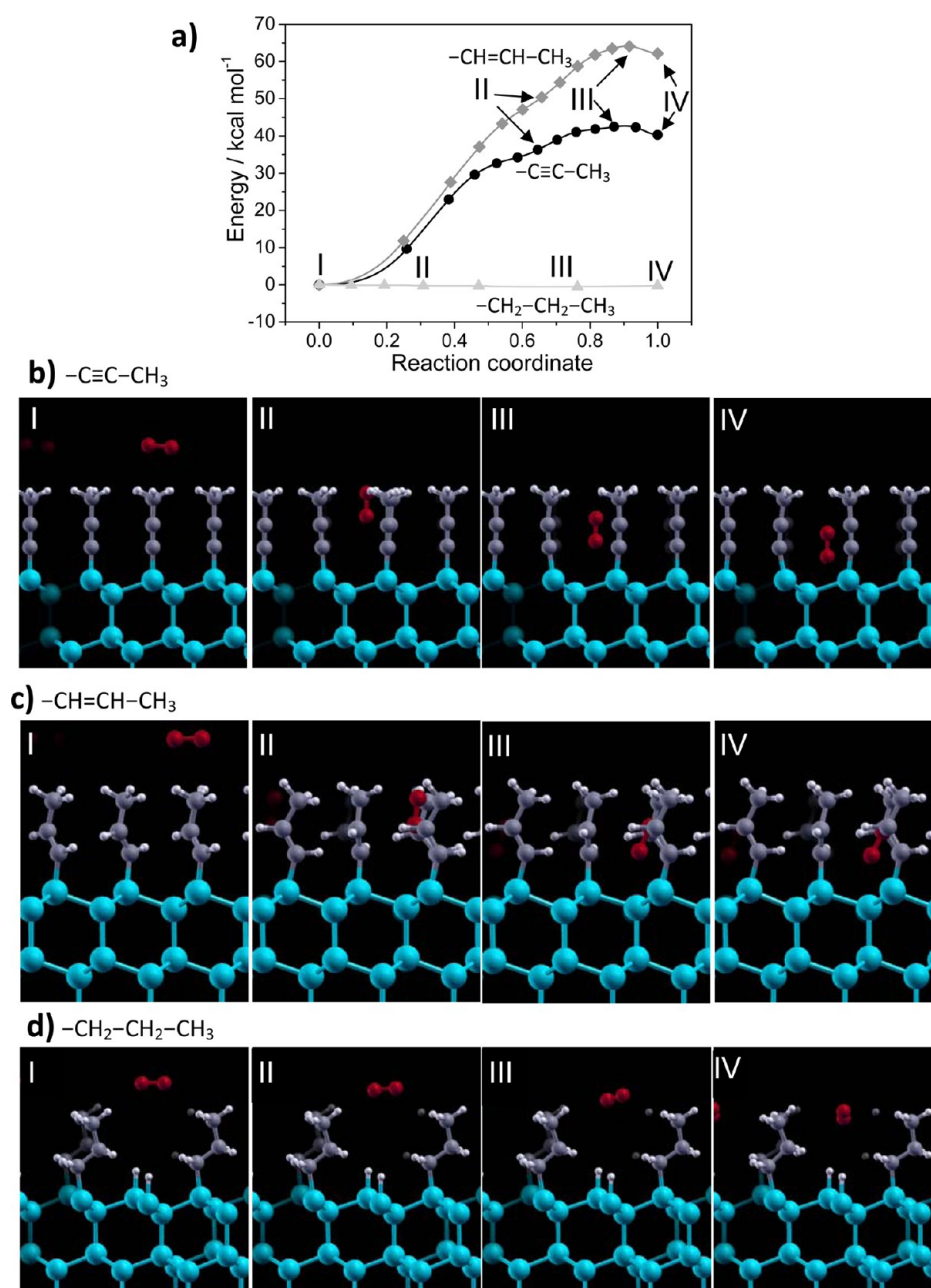 a)
70
60
50
40
30
20
10
0
-10
Energy / kcal mol⁻¹
–CH=CH–CH₃
II
III
IV
–C≡C–CH₃
I
II
III
IV
–CH₂–CH₂–CH₃
0.0 0.2 0.4 0.6 0.8 1.0
Reaction coordinate
b) –C≡C–CH₃
I II III IV
c) –CH=CH–CH₃
I II III IV
d) –CH₂–CH₂–CH₃
I II III IV